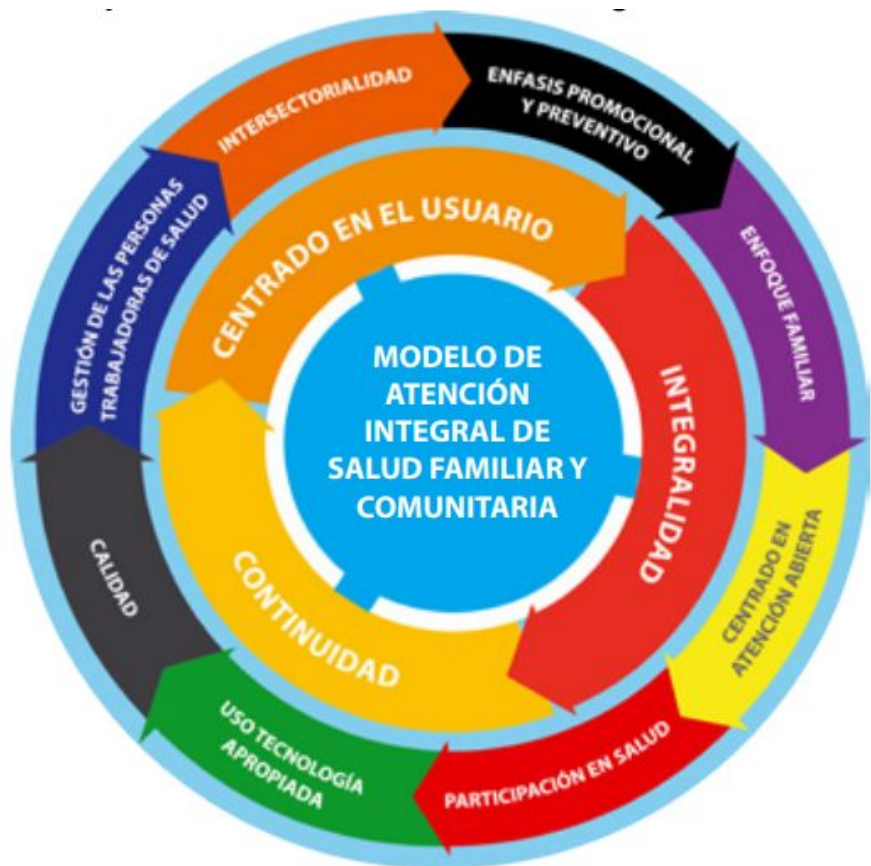 MODELO DE
ATENCIÓN
INTEGRAL DE
SALUD FAMILIAR Y
COMUNITARIA
CENTRADO EN EL USUARIO
INTEGRALIDAD
CONTINUIDAD
INTERSECTORIALIDAD
ENFASIS PROMOCIONAL
Y PREVENTIVO
ENFOQUE FAMILIAR
CENTRADO EN
ATENCIÓN ABIERTA
PARTICIPACIÓN EN SALUD
USO TECNOLOGÍA
APROPIADA
CALIDAD
GESTIÓN DE LAS PERSONAS
TRABAJADORAS DE SALUD